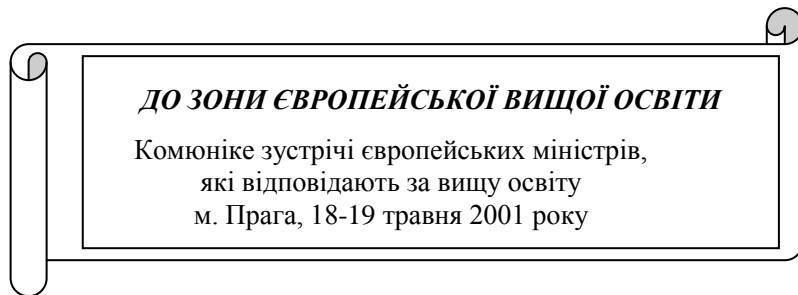 ДО ЗОНИ ЄВРОПЕЙСЬКОЇ ВИЩОЇ ОСВІТИ
Комюніке зустрічі європейських міністрів,
які відповідають за вищу освіту
м. Прага, 18-19 травня 2001 року